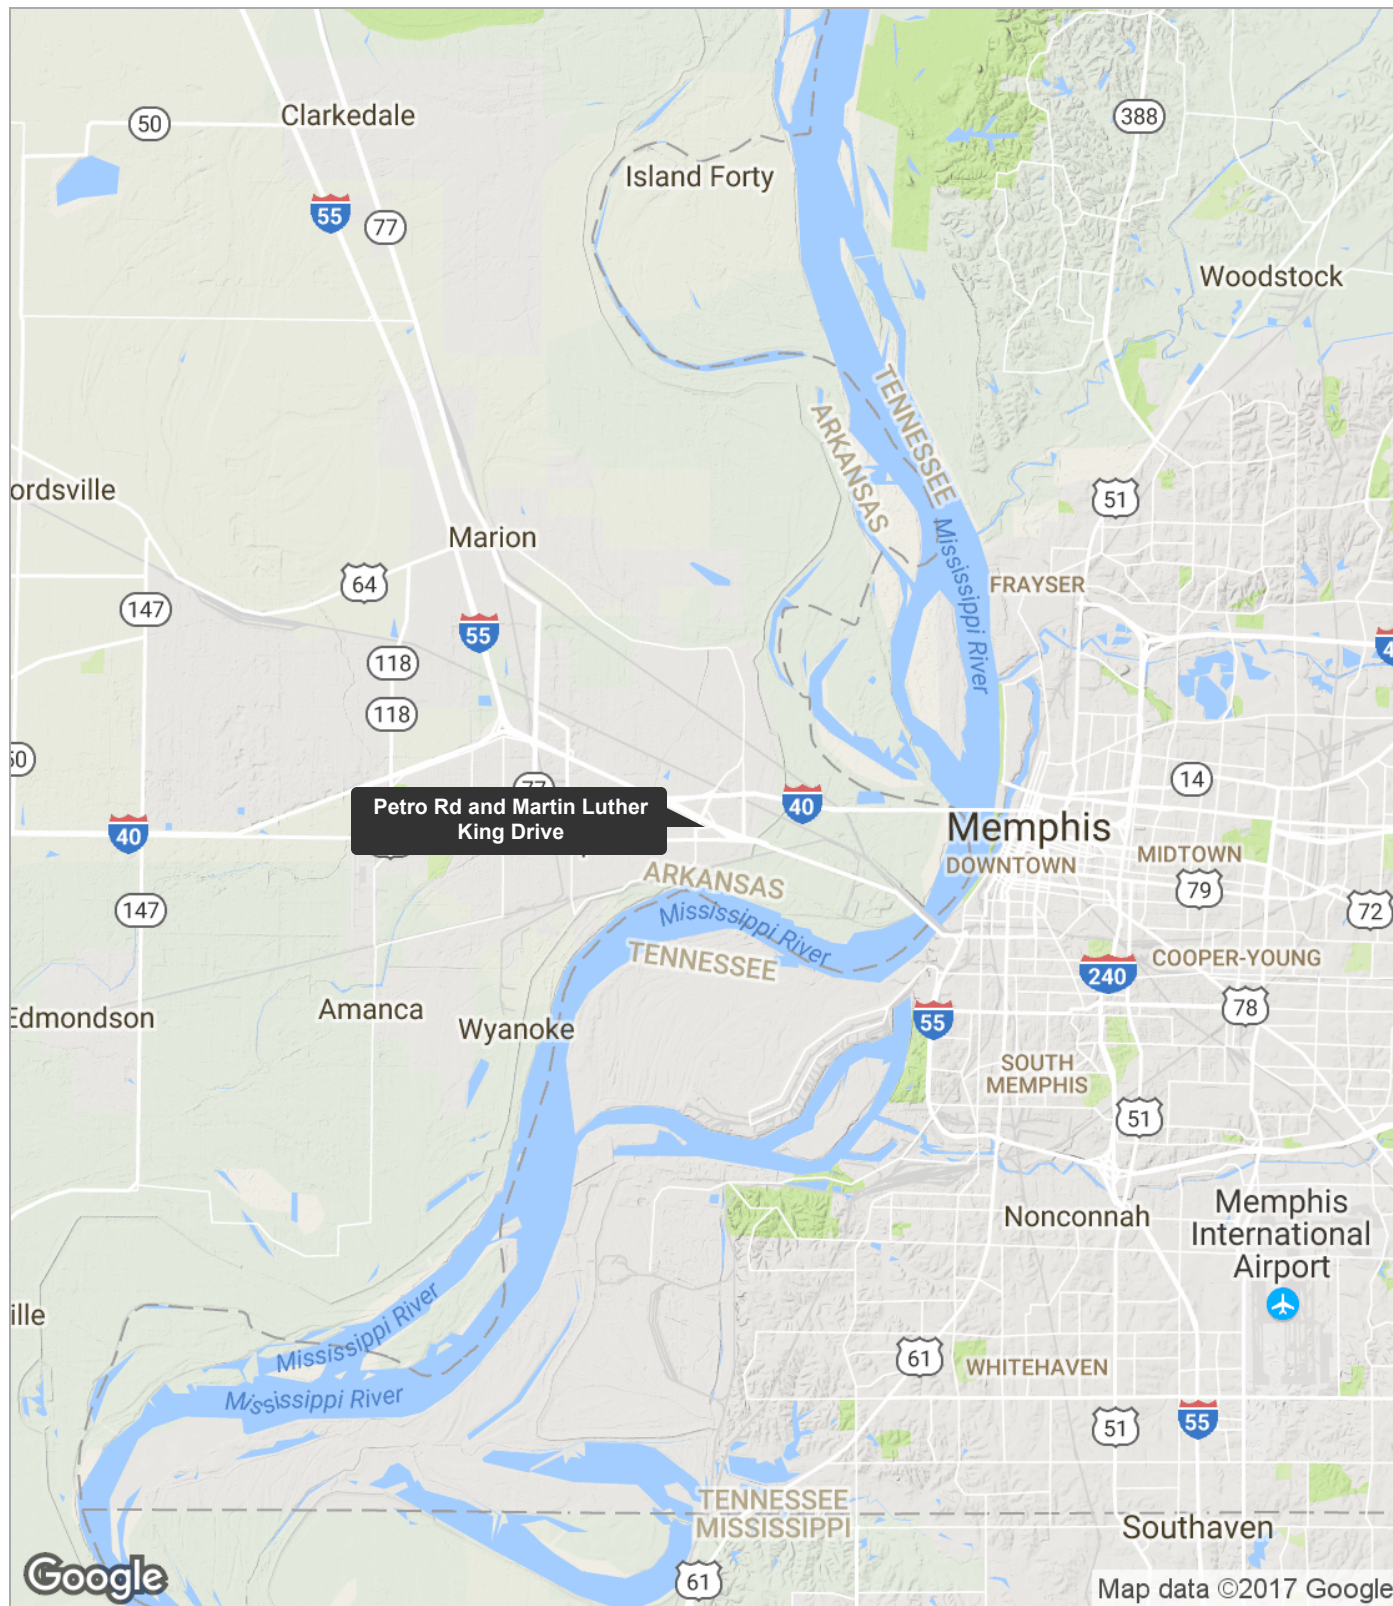 388
50
Clarkedale
Island Forty
55
77
Woodstock
TENNESSEE
ARKANSAS
ordsville
51
Marion
Mississippi River
64
FRAYSER
147
55
4
118
118
50
77
14
Petro Rd and Martin Luther
King Drive
40
40
Memphis
DOWNTOWN
MIDTOWN
ARKANSAS
79
147
72
Mississippi River
TENNESSEE
COOPER-YOUNG
240
Edmondson
Amanca
Wyanoke
55
78
SOUTH
MEMPHIS
51
Nonconnah
Memphis
International
Airport
ille
Mississippi River
61
WHITEHAVEN
Mississippi River
51
55
TENNESSEE
MISSISSIPPI
Southaven
Google
61
Map data ©2017 Google